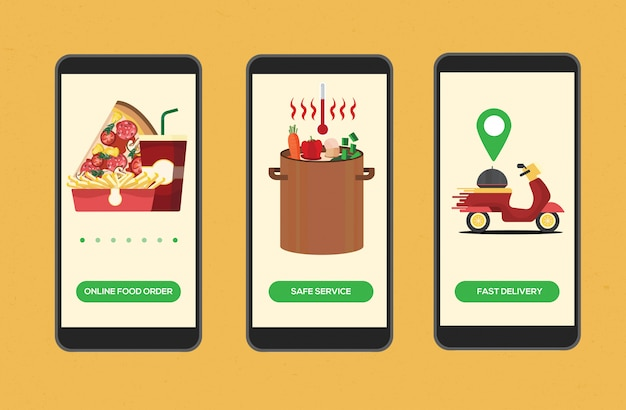 ONLINE FOOD ORDER
SAFE SERVICE
FAST DELIVERY